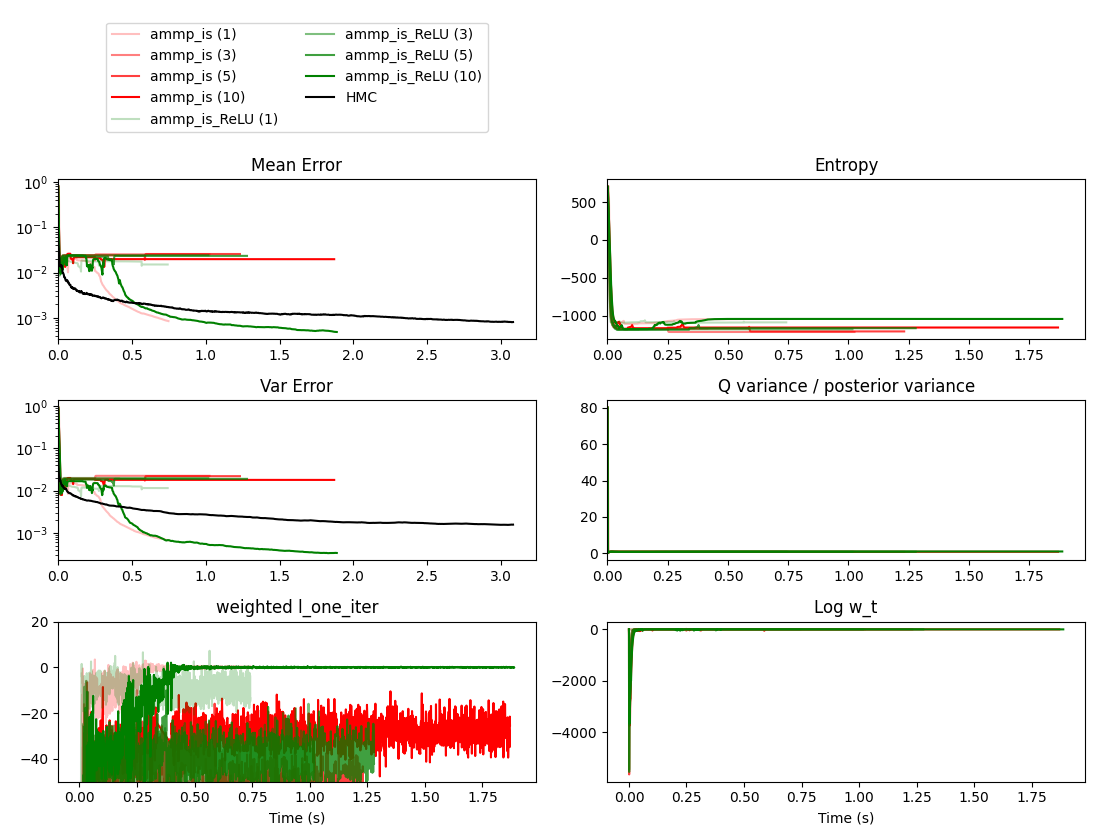 ammp_is (1)
ammp_is (3)
ammp_is (5)
ammp_is (10)
ammp_is_ReLU (1)
ammp_is_ReLU (3)
ammp_is_ReLU (5)
ammp_is_ReLU (10)
HMC
Mean Error
10^0
10^-1
10^-2
10^-3
0.0 0.5 1.0 1.5 2.0 2.5 3.0
Entropy
500
0
−500
−1000
0.00 0.25 0.50 0.75 1.00 1.25 1.50 1.75
Var Error
10^0
10^-1
10^-2
10^-3
0.0 0.5 1.0 1.5 2.0 2.5 3.0
Q variance / posterior variance
80
60
40
20
0
0.00 0.25 0.50 0.75 1.00 1.25 1.50 1.75
weighted l_one_iter
20
0
−20
−40
0.00 0.25 0.50 0.75 1.00 1.25 1.50 1.75
Time (s)
Log w_t
0
−2000
−4000
0.00 0.25 0.50 0.75 1.00 1.25 1.50 1.75
Time (s)